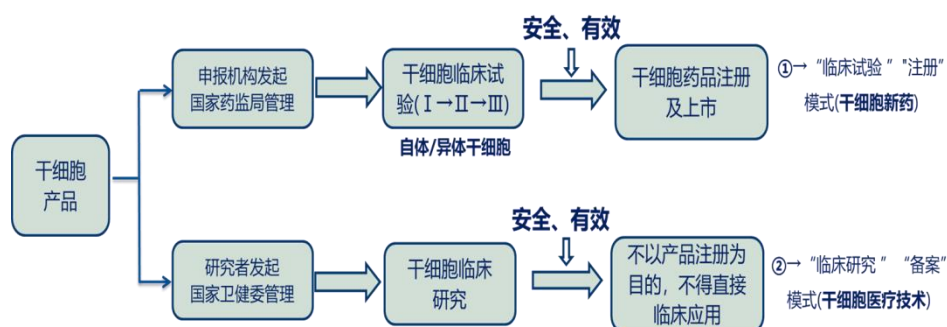 干细胞
产品
申报机构发起
国家药监局管理
干细胞临床试
验(Ⅰ→Ⅱ→Ⅲ)
自体/异体干细胞
安全、有效
干细胞药品注册
及上市
①→“临床试验 ”"注册”
模式(干细胞新药)
研究者发起
国家卫健委管理
干细胞临床
研究
安全、有效
不以产品注册为
目的，不得直接
临床应用
②→“临床研究 ” “备案”
模式(干细胞医疗技术)